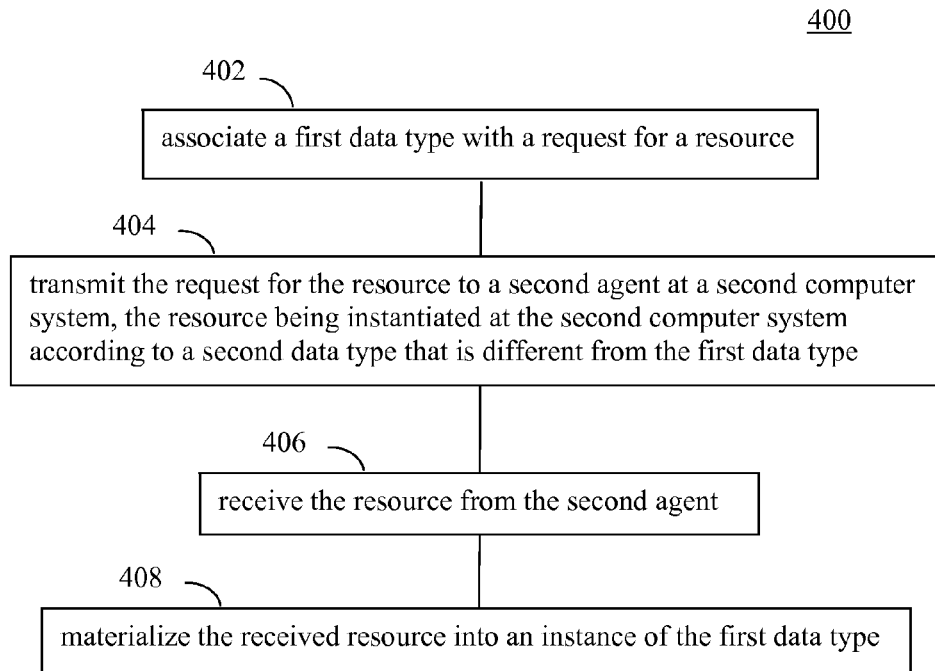 400
402
associate a first data type with a request for a resource
404
transmit the request for the resource to a second agent at a second computer
system, the resource being instantiated at the second computer system
according to a second data type that is different from the first data type
406
receive the resource from the second agent
408
materialize the received resource into an instance of the first data type